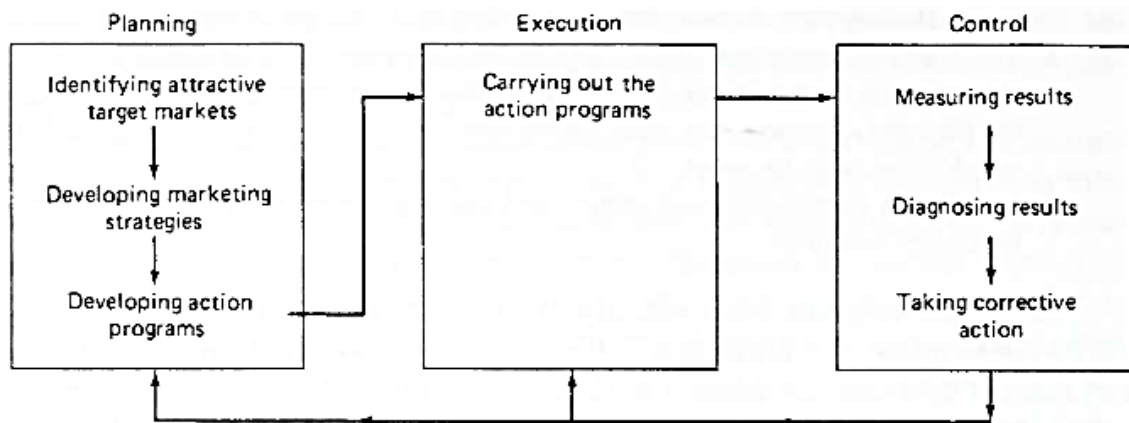 Planning
Identifying attractive
target markets
Developing marketing
strategies
Developing action
programs
Execution
Carrying out the
action programs
Control
Measuring results
Diagnosing results
Taking corrective
action